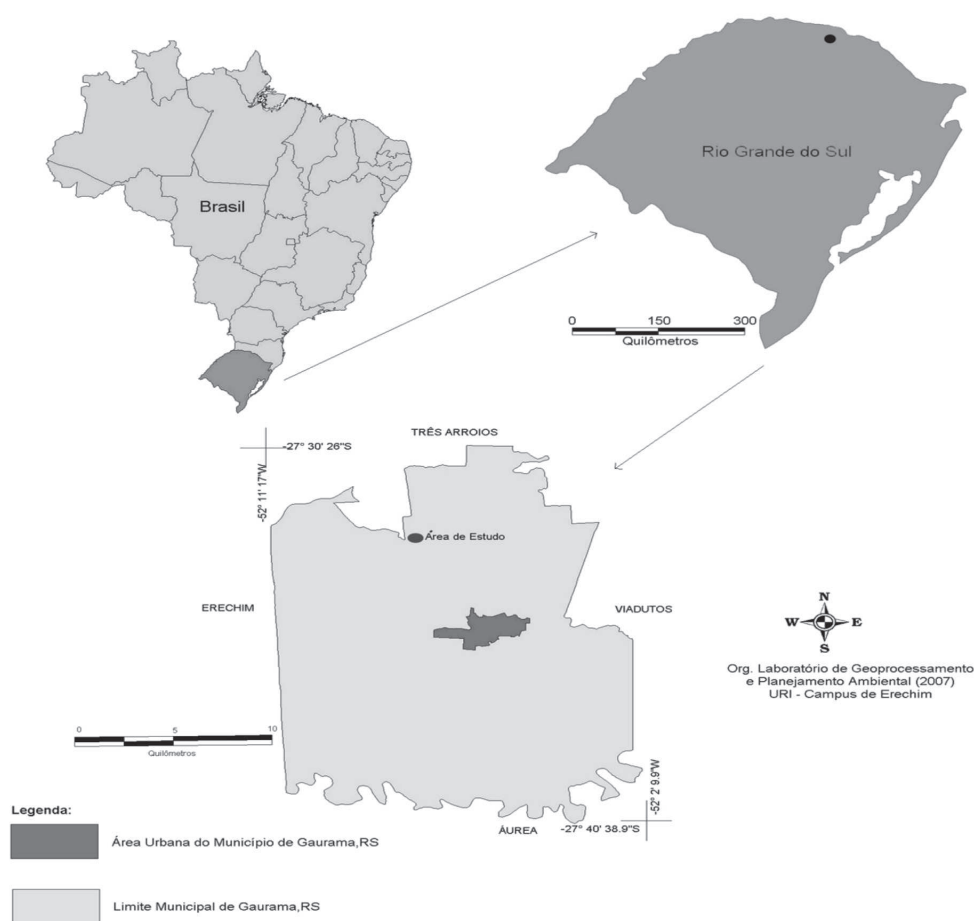 Brasil
Rio Grande do Sul
0 150 300
Quilômetros
TRÊS ARROIOS
-27° 30' 26"S
-52° 11' 17"W
Área de Estudo
ERECHIM
VIADUTOS
N
W E
S
Org. Laboratório de Geoprocessamento
e Planejamento Ambiental (2007)
URI - Campus de Erechim
0 5 10
Quilômetros
-52° 2' 9.9"W
-27° 40' 38.9"S
ÀUREA
Legenda:
Área Urbana do Município de Gaurama,RS
Limite Municipal de Gaurama,RS